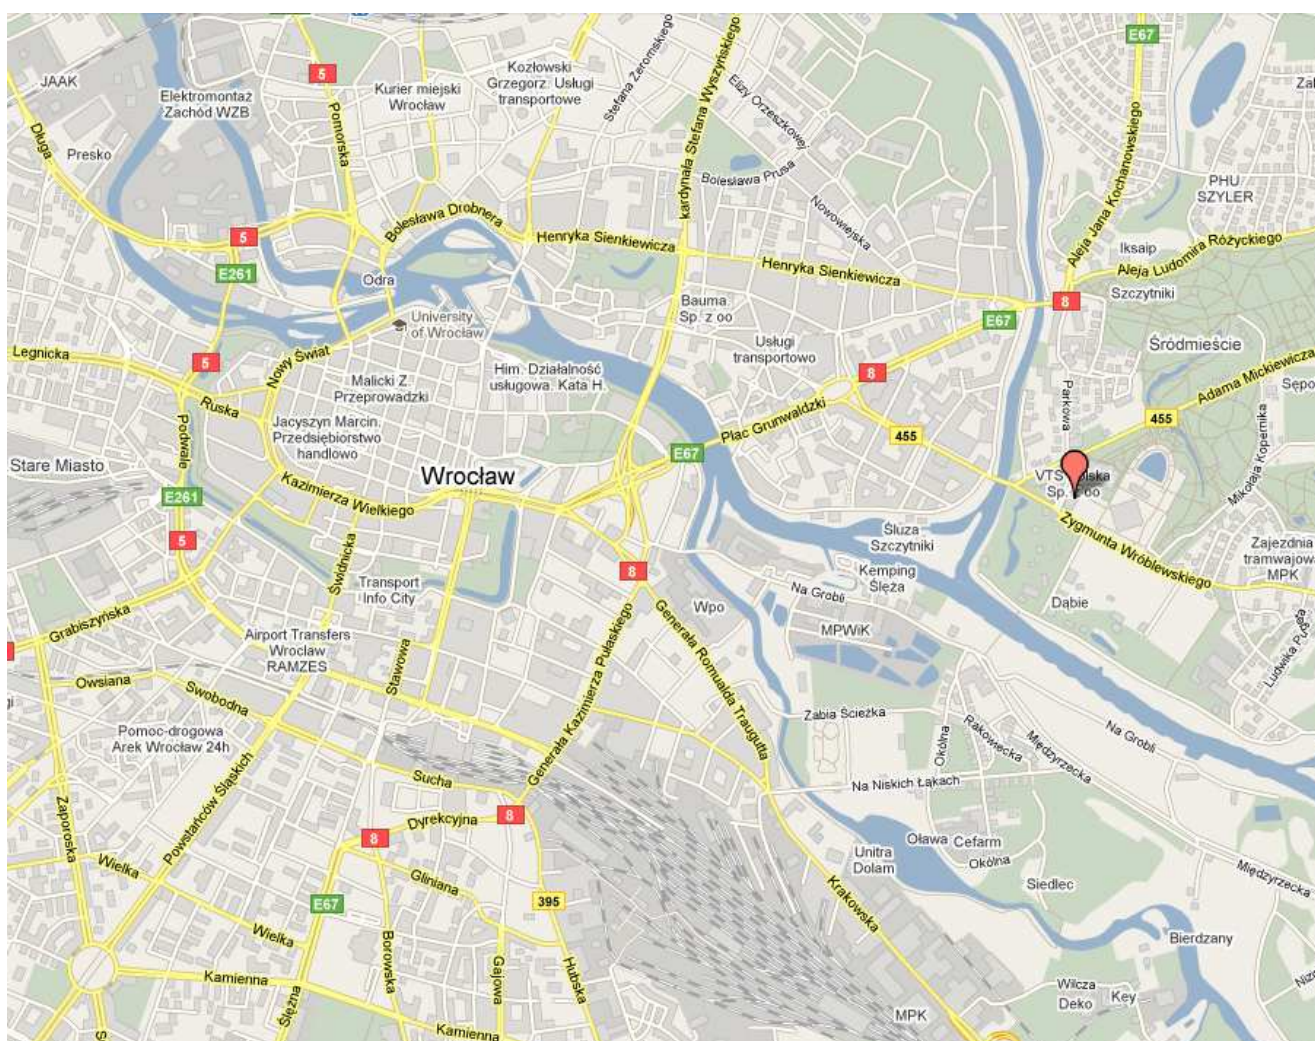 E67
JAAK
5
Kozłowski
Grzegorz. Usługi
transportowe
Stefana Żeromskiego
kardynała Stefana Wyszyńskiego
Elektromontaż
Zachód WZB
Kurier miejski
Wrocław
Elizy Orzeszkowej
Pomorska
Długa
Presko
Bolesława Prusa
Aleja Jana Kochanowskiego
PHU
SZYLER
Nowowiejska
Bolesława Drobnera
5
Henryka Sienkiewicza
Iksaip
Aleja Ludomira Różyckiego
E261
Odra
Henryka Sienkiewicza
Szczytniki
Bauma
Sp. z oo
8
University
of Wrocław
E67
Legnicka
5
Nowy Świat
Usługi
transportowo
Śródmieście
Him. Działalność
usługowa. Kata H.
8
Malicki Z.
Przeprowadzki
Adama Mickiewicza
Parkowa
Ruska
Podwale
Jacyszyn Marcin.
Przedsiębiorstwo
handlowo
Plac Grunwaldzki
455
455
Mikołaja Kopernika
Stare Miasto
E67
Wrocław
VTS Polska
Sp. z oo
E261
Kazimierza Wielkiego
Zygmunta Wróblewskiego
5
Śluza
Szczytniki
Zajezdnia
tramwajowa
MPK
Świdnicka
8
Kemping
Ślęża
Transport
Info City
Na Grobli
Wpo
Dąbie
Grabiszyńska
Generała Kazimierza Pułaskiego
Generała Romualda Traugutta
MPWiK
Airport Transfers
Wrocław
RAMZES
Stawowa
Owsiana
Swobodna
Żabia Ścieżka
Okólna
Rakowiecka
Międzyrzecka
Na Grobli
Pomoc-drogowa
Arek Wrocław 24h
Sucha
Na Niskich Łąkach
Zaporoska
Powstańców Śląskich
8
Dyrekcyjna
8
Oława
Cefarm
Unitra
Dolam
Okólna
Międzyrzecka
Wielka
Gliniana
Siedlec
Krakowska
E67
395
Wielka
Bierdzany
Borowska
Gajowa
Hubska
Kamienna
Ślężna
Wilcza
Deko
Key
MPK
Kamienna